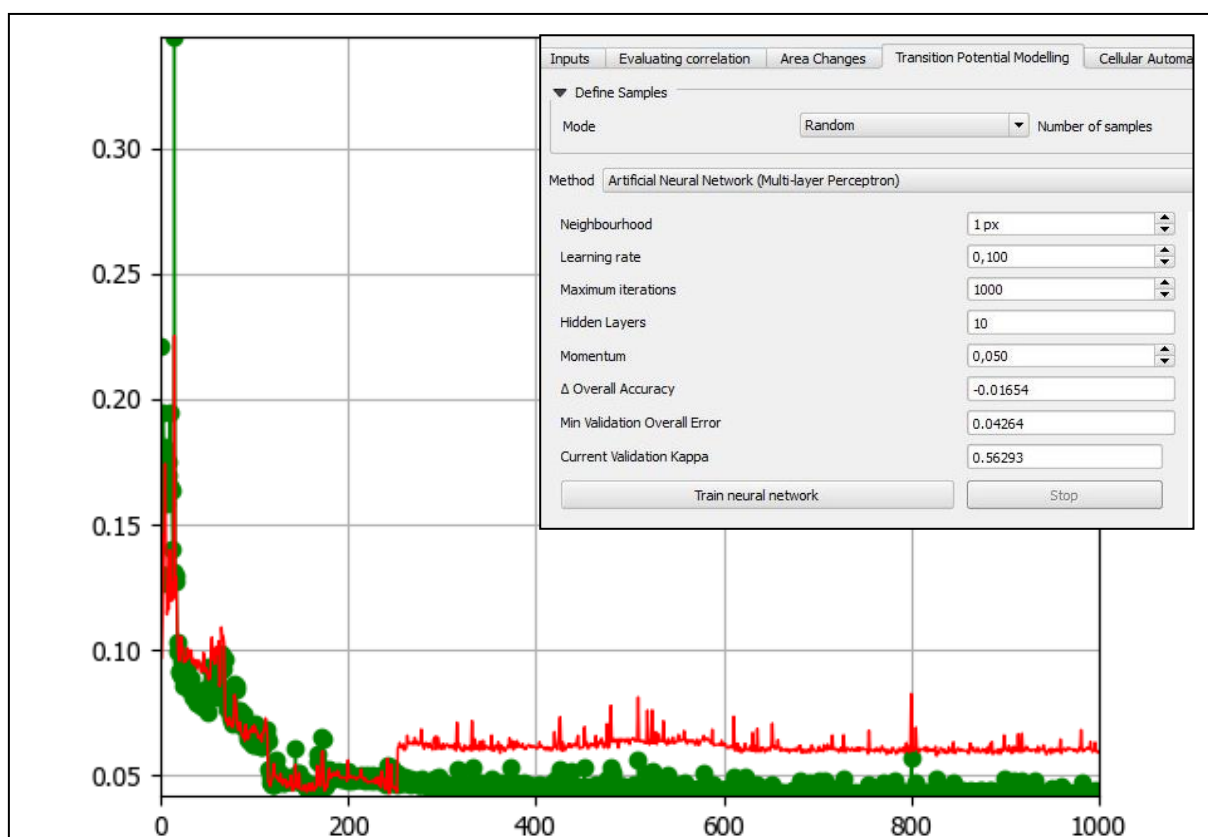 Inputs Evaluating correlation Area Changes Transition Potential Modelling Cellular Automa
Define Samples
Mode Random Number of samples
Method Artificial Neural Network (Multi-layer Perceptron)
Neighbourhood 1 px
Learning rate 0,100
Maximum iterations 1000
Hidden Layers 10
Momentum 0,050
Δ Overall Accuracy -0.01654
Min Validation Overall Error 0.04264
Current Validation Kappa 0.56293
Train neural network Stop
0.30
0.25
0.20
0.15
0.10
0.05
0 200 400 600 800 1000